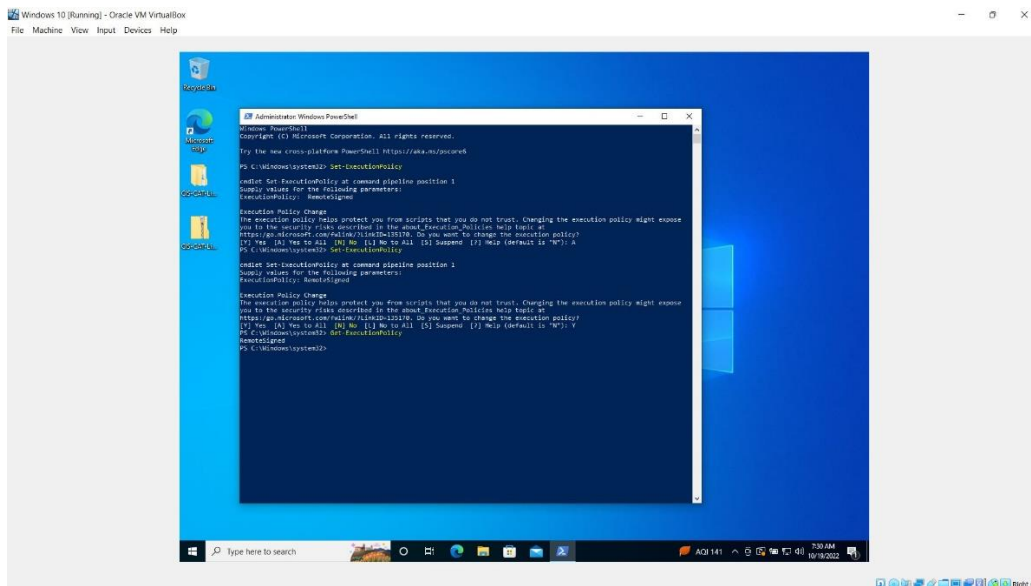 Windows 10 [Running] - Oracle VM VirtualBox
File Machine View Input Devices Help
Recycle Bin
Administrator: Windows PowerShell
Windows PowerShell
Copyright (C) Microsoft Corporation. All rights reserved.
Try the new cross-platform PowerShell https://aka.ms/pscore6
PS C:\Windows\system32> Set-ExecutionPolicy
cmdlet Set-ExecutionPolicy at command pipeline position 1
Supply values for the following parameters:
ExecutionPolicy: RemoteSigned
Execution Policy Change
The execution policy helps protect you from scripts that you do not trust. Changing the execution policy might expose
you to the security risks described in the about_Execution_Policies help topic at
https:/go.microsoft.com/fwlink/?LinkID=135170. Do you want to change the execution policy?
[Y] Yes [A] Yes to All [N] No [L] No to All [S] Suspend [?] Help (default is "N"): A
PS C:\Windows\system32> Set-ExecutionPolicy
Microsoft
Edge
cmdlet Set-ExecutionPolicy at command pipeline position 1
Supply values for the following parameters:
ExecutionPolicy: RemoteSigned
Execution Policy Change
The execution policy helps protect you from scripts that you do not trust. Changing the execution policy might expose
you to the security risks described in the about_Execution_Policies help topic at
https:/go.microsoft.com/fwlink/?LinkID=135170. Do you want to change the execution policy?
[Y] Yes [A] Yes to All [N] No [L] No to All [S] Suspend [?] Help (default is "N"): Y
PS C:\Windows\system32> Get-ExecutionPolicy
RemoteSigned
PS C:\Windows\system32>
Type here to search
AQI 141
7:30 AM
10/19/2022
Right